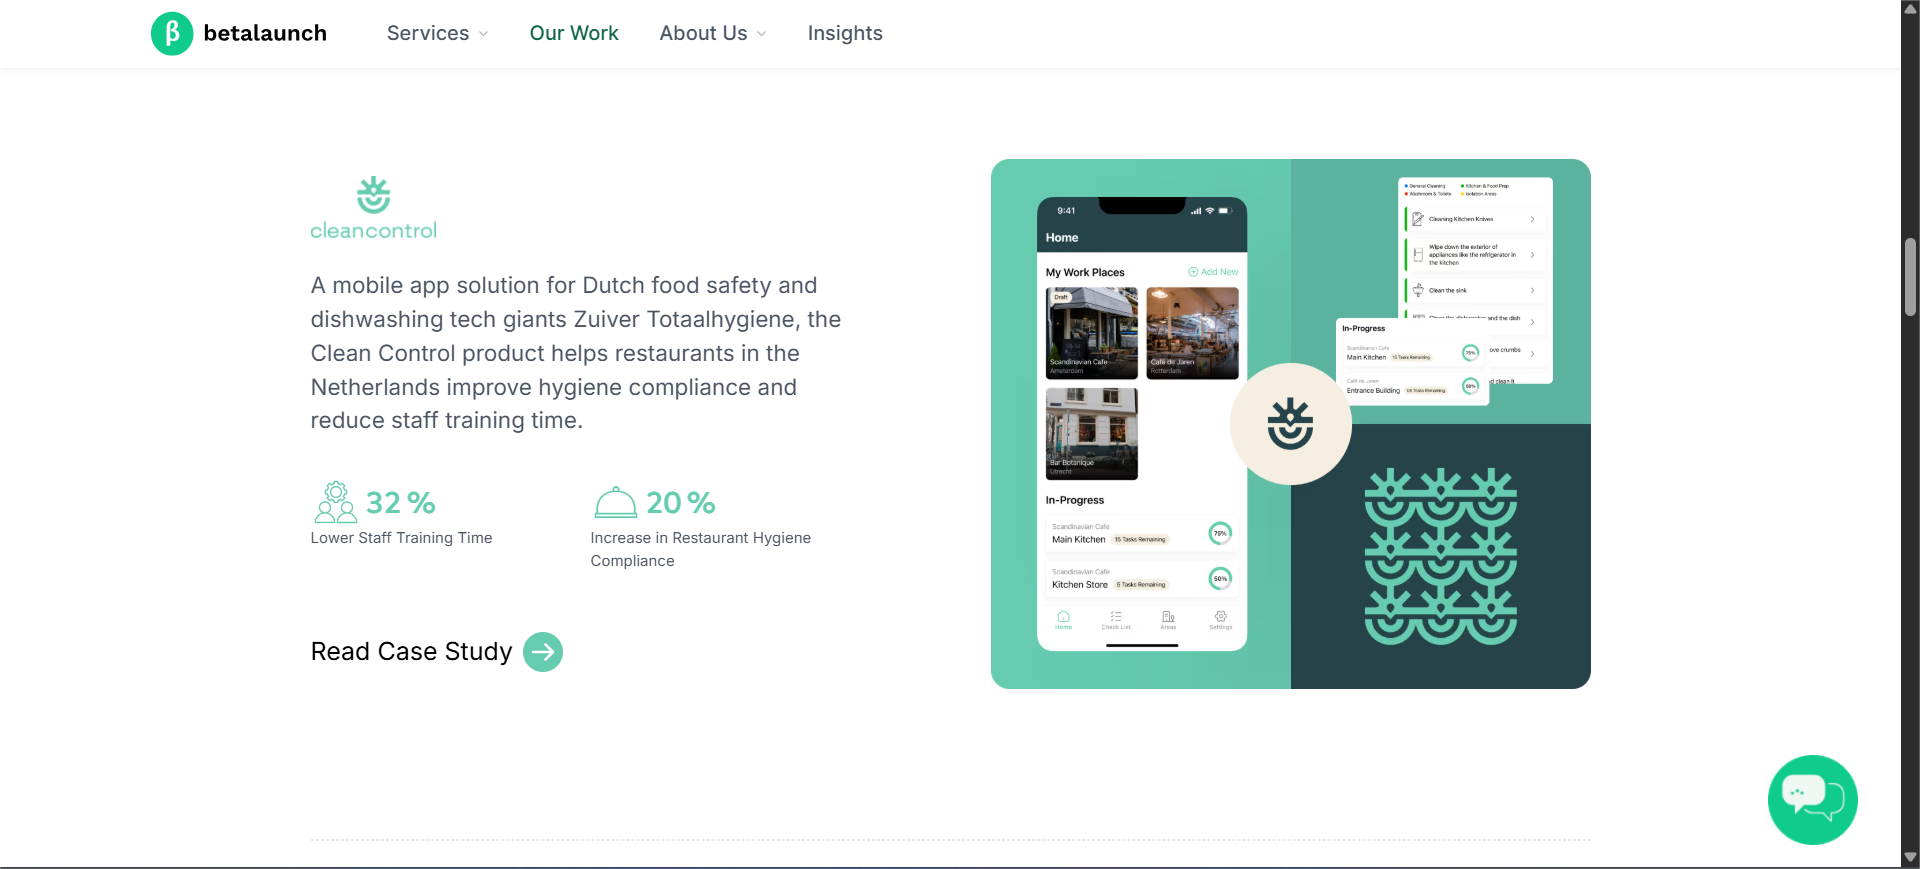 β betalaunch
Services
Our Work
About Us
Insights
cleancontrol
A mobile app solution for Dutch food safety and
dishwashing tech giants Zuiver Totaalhygiene, the
Clean Control product helps restaurants in the
Netherlands improve hygiene compliance and
reduce staff training time.
32 %
Lower Staff Training Time
20 %
Increase in Restaurant Hygiene
Compliance
Read Case Study
9:41
Home
My Work Places
Add New
Draft
Scandinavian Cafe
Amsterdam
Café de Jaren
Rotterdam
Bar Botanique
Utrecht
In-Progress
Scandinavian Cafe
Main Kitchen
15 Tasks Remaining
75%
Scandinavian Cafe
Kitchen Store
5 Tasks Remaining
50%
Home
Check List
Areas
Settings
General Cleaning
Kitchen & Food Prep
Washroom & Toilets
Isolation Areas
Cleaning Kitchen Knives
Wipe down the exterior of
appliances like the refrigerator in
the kitchen
Clean the sink
and the dish
crumbs
clean it
In-Progress
Scandinavian Cafe
Main Kitchen
15 Tasks Remaining
75%
Café de Jaren
Entrance Building
Tasks Remaining
50%